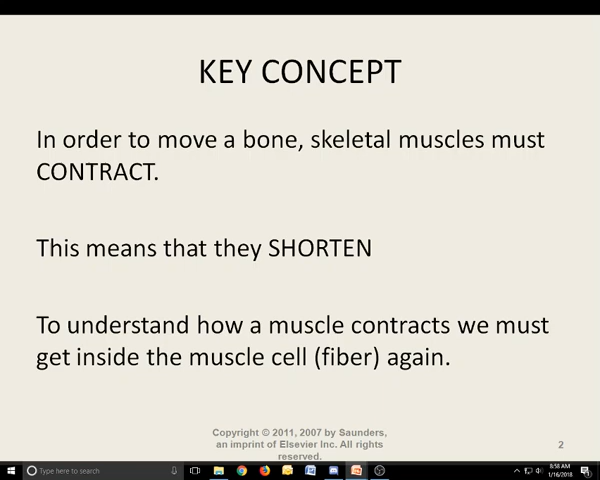 KEY CONCEPT
In order to move a bone, skeletal muscles must
CONTRACT.
This means that they SHORTEN
To understand how a muscle contracts we must
get inside the muscle cell (fiber) again.
Copyright © 2011, 2007 by Saunders,
an imprint of Elsevier Inc. All rights
reserved.
2
Type here to search
8:58 AM
1/16/2018